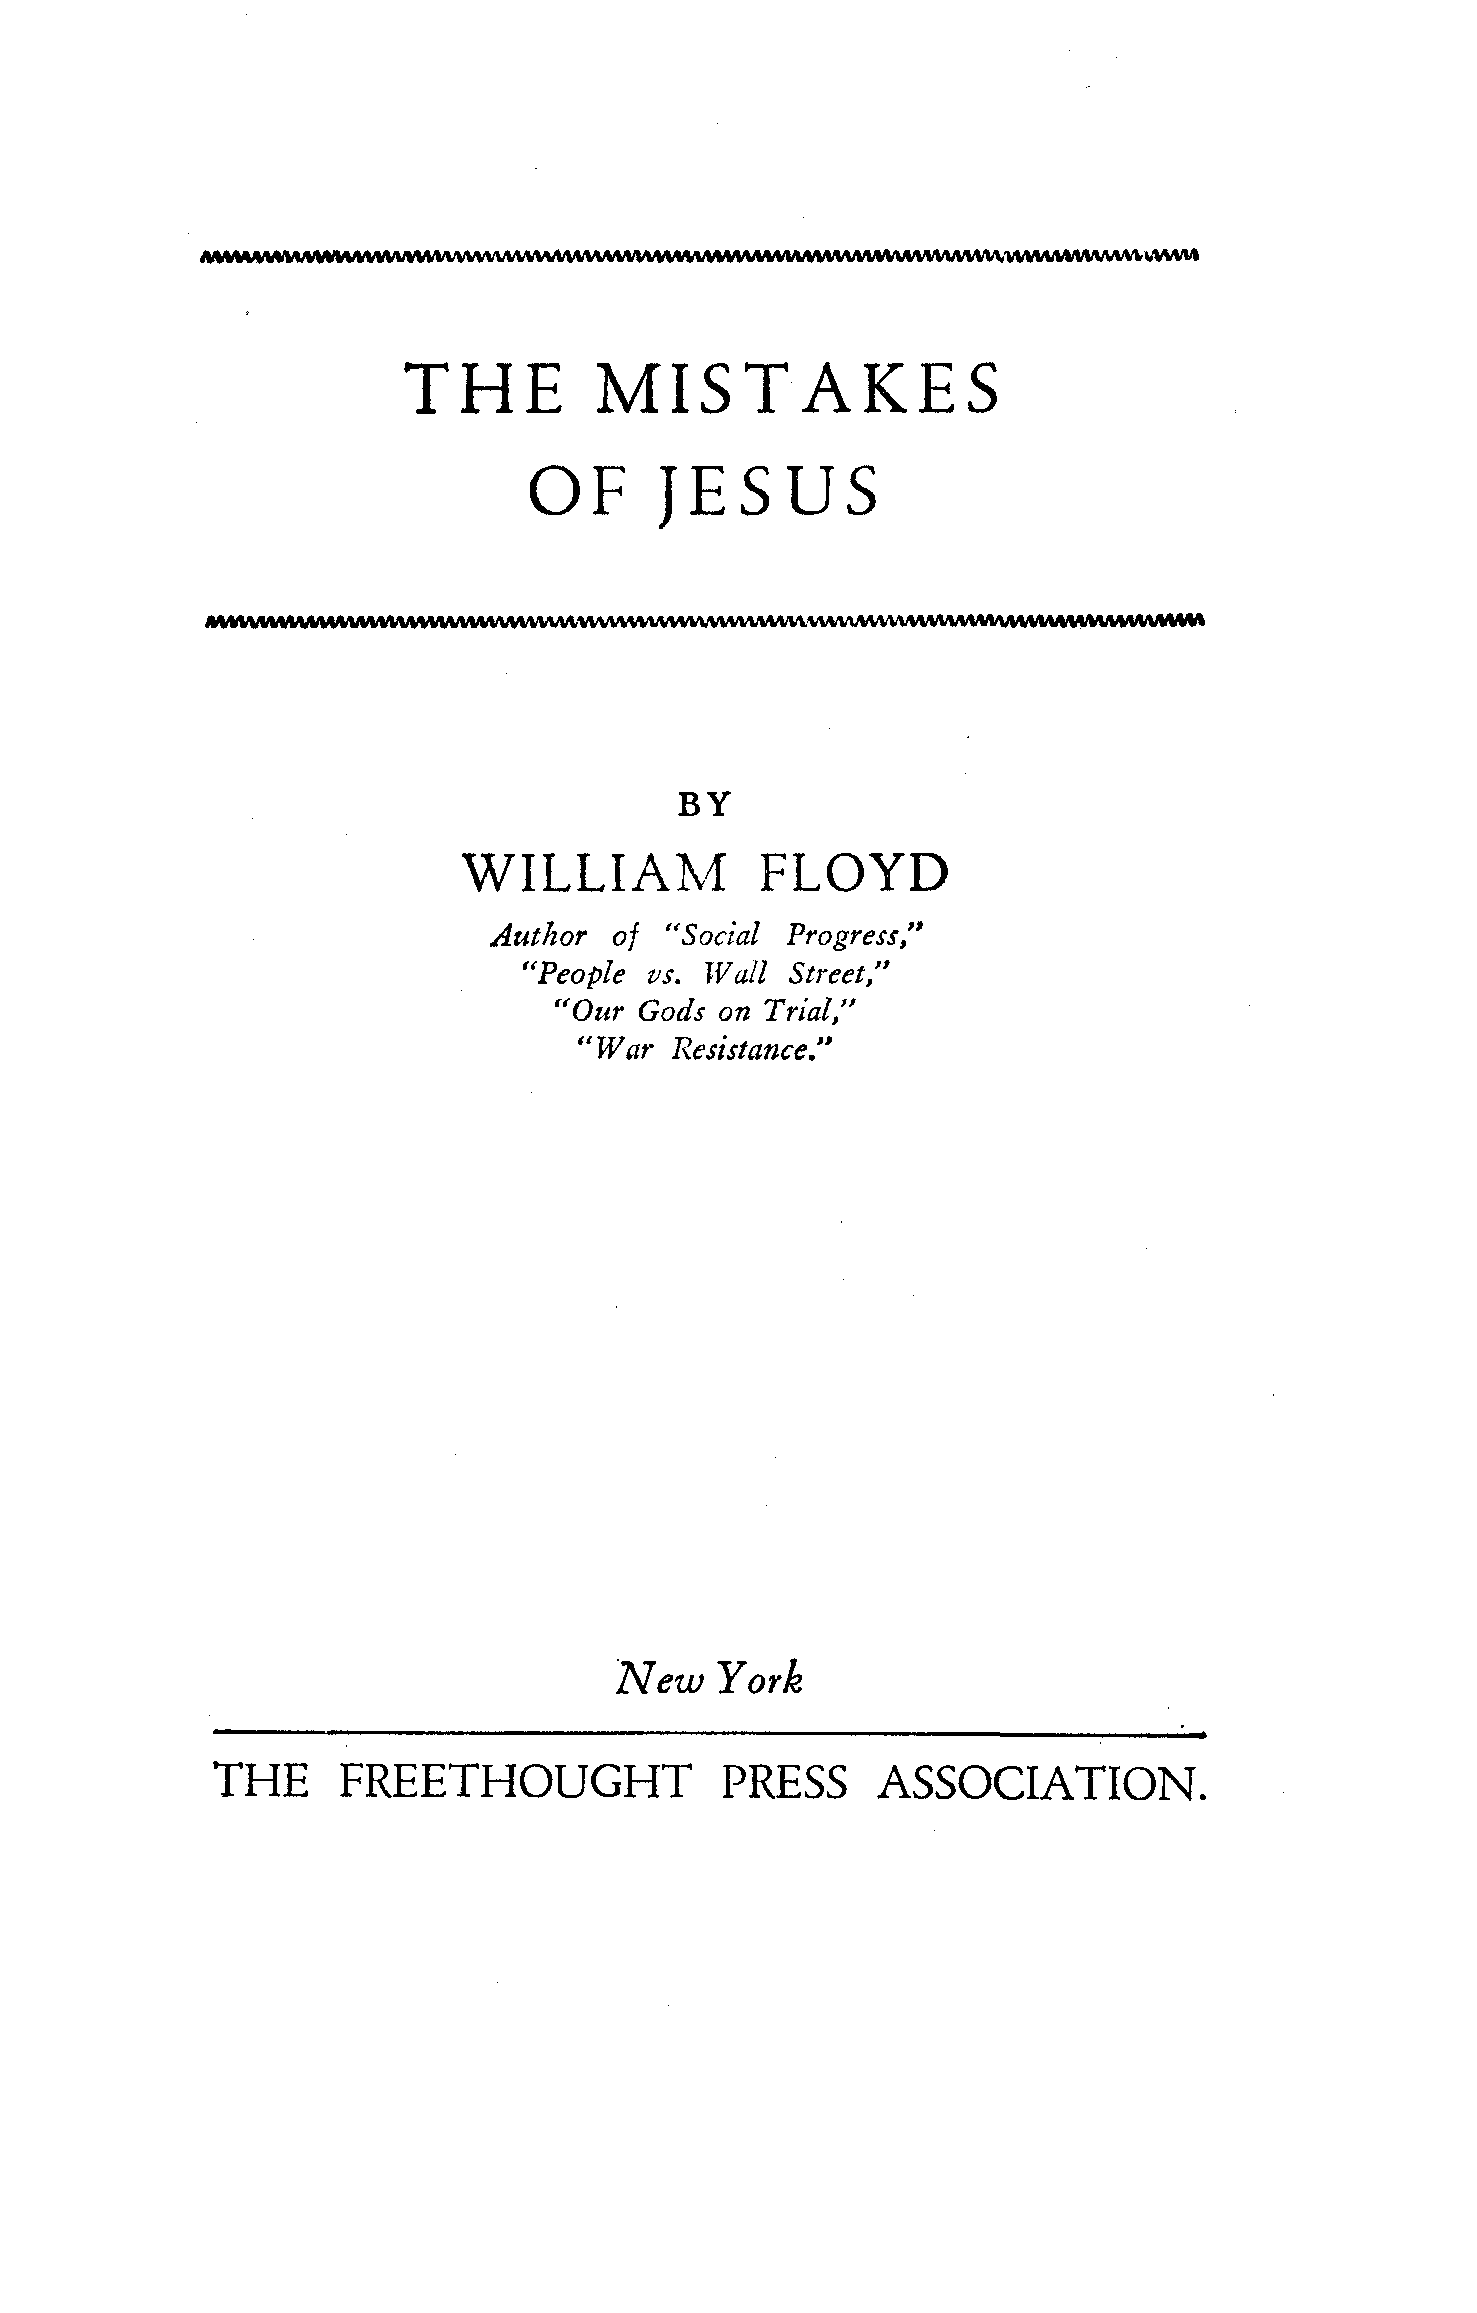 THE MISTAKES
OF JESUS
BY
WILLIAM FLOYD
Author of "Social Progress,"
"People vs. Wall Street,"
"Our Gods on Trial,"
"War Resistance."
New York
THE FREETHOUGHT PRESS ASSOCIATION.